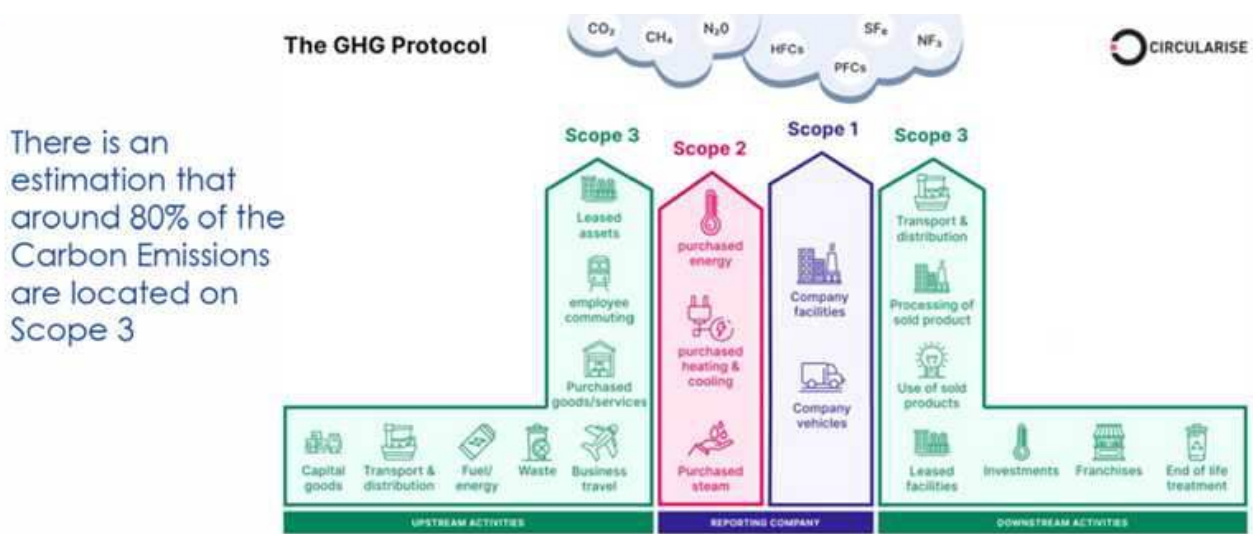 The GHG Protocol
CO₂
CH₄
N₂O
HFCs
PFCs
SF₆
NF₃
CIRCULARISE
There is an
estimation that
around 80% of the
Carbon Emissions
are located on
Scope 3
Scope 3
Leased
assets
employee
commuting
Purchased
goods/services
Capital
goods
Transport &
distribution
Fuel/
energy
Waste
Business
travel
Scope 2
purchased
energy
purchased
heating &
cooling
Purchased
steam
Scope 1
Company
facilities
Company
vehicles
Scope 3
Transport &
distribution
Processing of
sold product
Use of sold
products
Leased
facilities
Investments
Franchises
End of life
treatment
UPSTREAM ACTIVITIES
REPORTING COMPANY
DOWNSTREAM ACTIVITIES